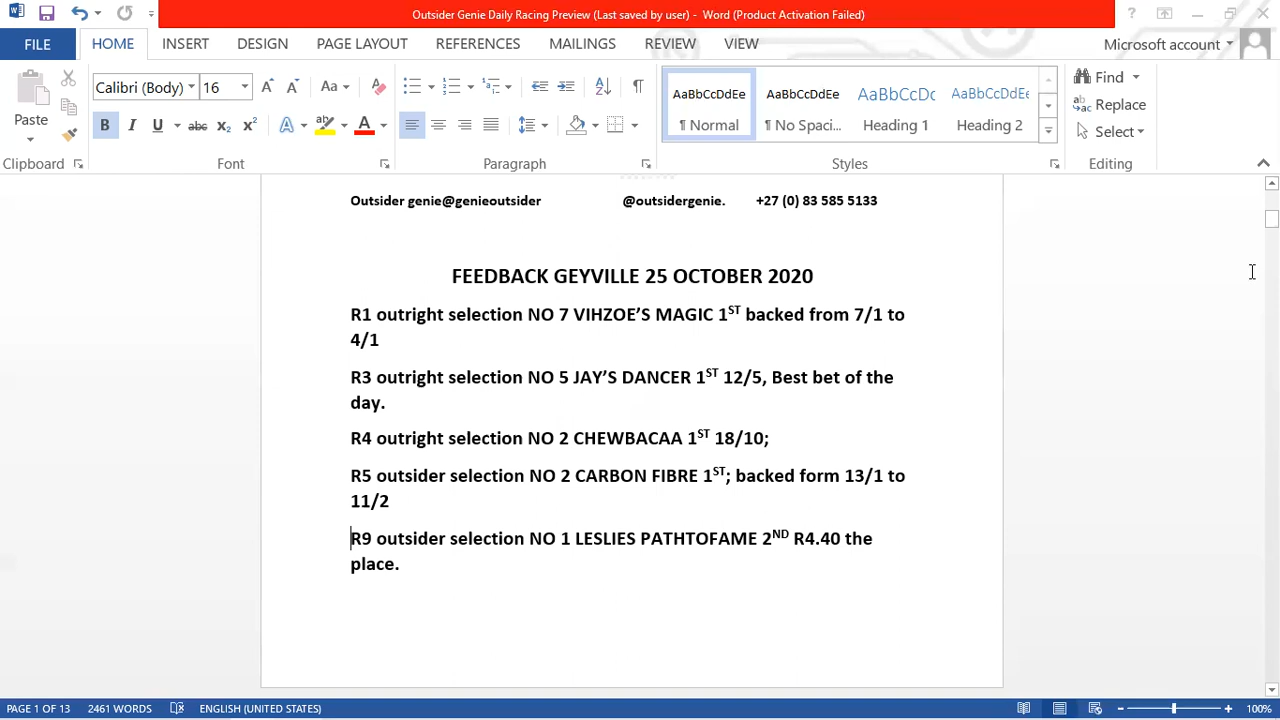 Outsider Genie Daily Racing Preview (Last saved by user) - Word (Product Activation Failed)
FILE HOME INSERT DESIGN PAGE LAYOUT REFERENCES MAILINGS REVIEW VIEW Microsoft account
Calibri (Body) 16 Aa AaBbCcDdEe AaBbCcDdEe AaBbCcDc AaBbCcDdEe Find
Paste B I U abc X₂ X² A A ¶ Normal ¶ No Spaci... Heading 1 Heading 2 Replace
Select
Clipboard Font Paragraph Styles Editing
Outsider genie@genieoutsider @outsidergenie. +27 (0) 83 585 5133
FEEDBACK GEYVILLE 25 OCTOBER 2020
R1 outright selection NO 7 VIHZOE’S MAGIC 1ST backed from 7/1 to
4/1
R3 outright selection NO 5 JAY’S DANCER 1ST 12/5, Best bet of the
day.
R4 outright selection NO 2 CHEWBACAA 1ST 18/10;
R5 outsider selection NO 2 CARBON FIBRE 1ST; backed form 13/1 to
11/2
R9 outsider selection NO 1 LESLIES PATHTOFAME 2ND R4.40 the
place.
PAGE 1 OF 13 2461 WORDS ENGLISH (UNITED STATES) 100%